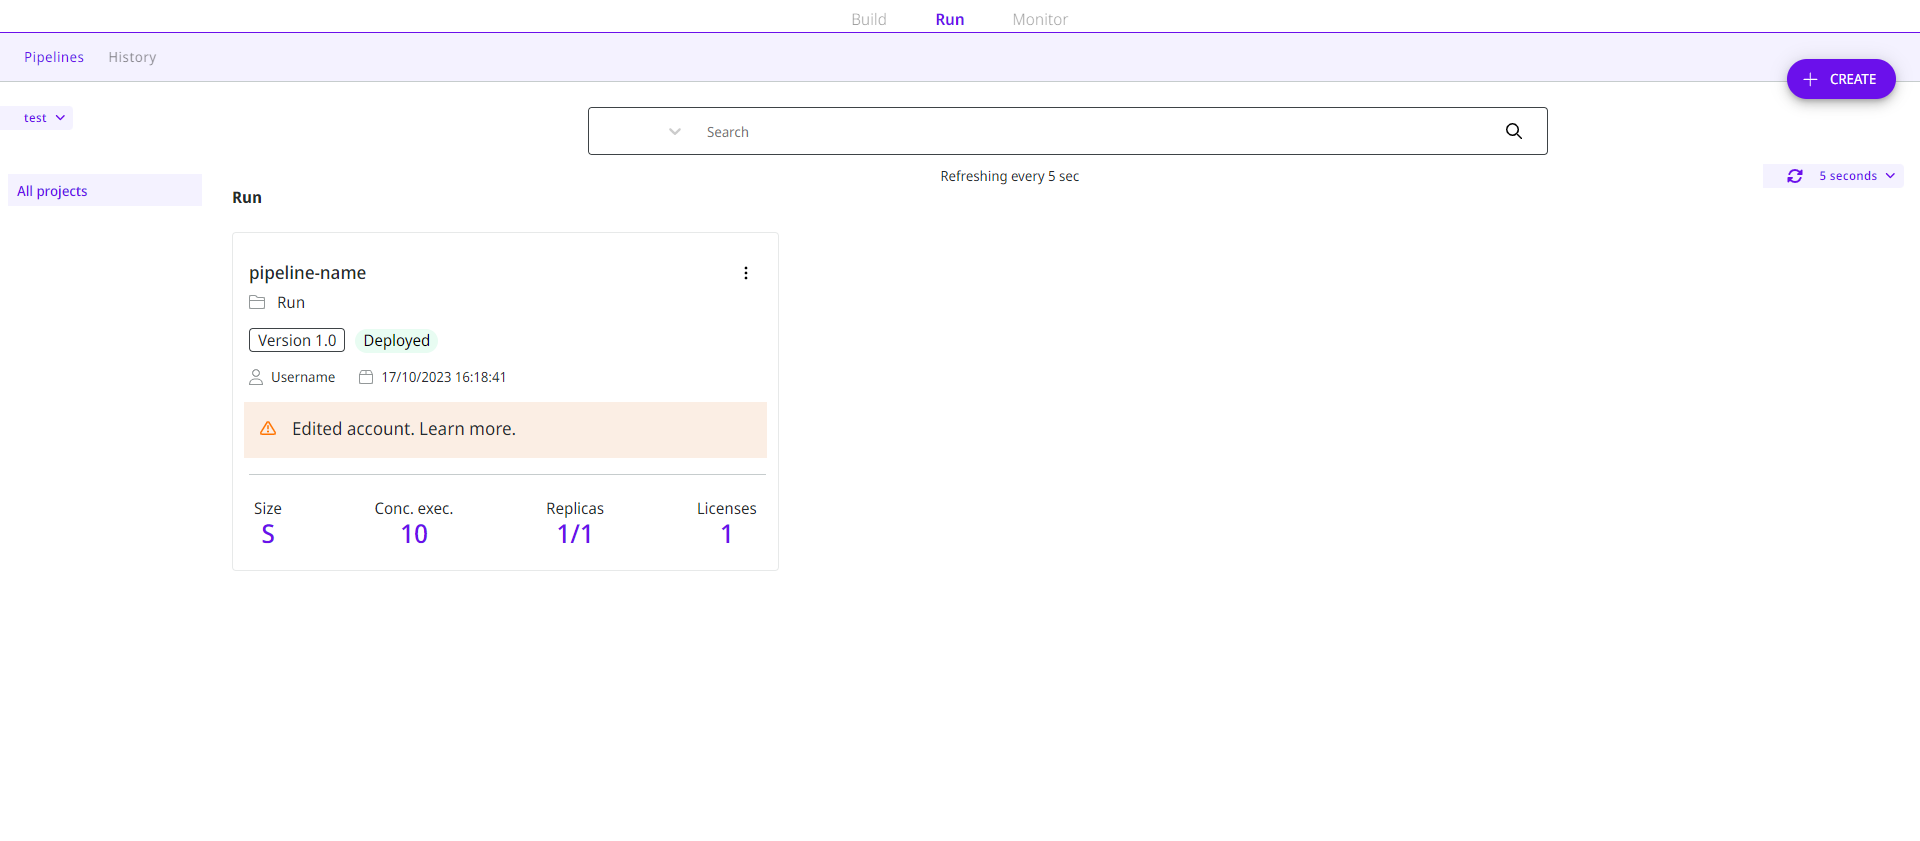 Build Run Monitor
Pipelines History
CREATE
test
Search
Refreshing every 5 sec
5 seconds
All projects
Run
pipeline-name
Run
Version 1.0 Deployed
Username 17/10/2023 16:18:41
Edited account. Learn more.
Size Conc. exec. Replicas Licenses
S 10 1/1 1